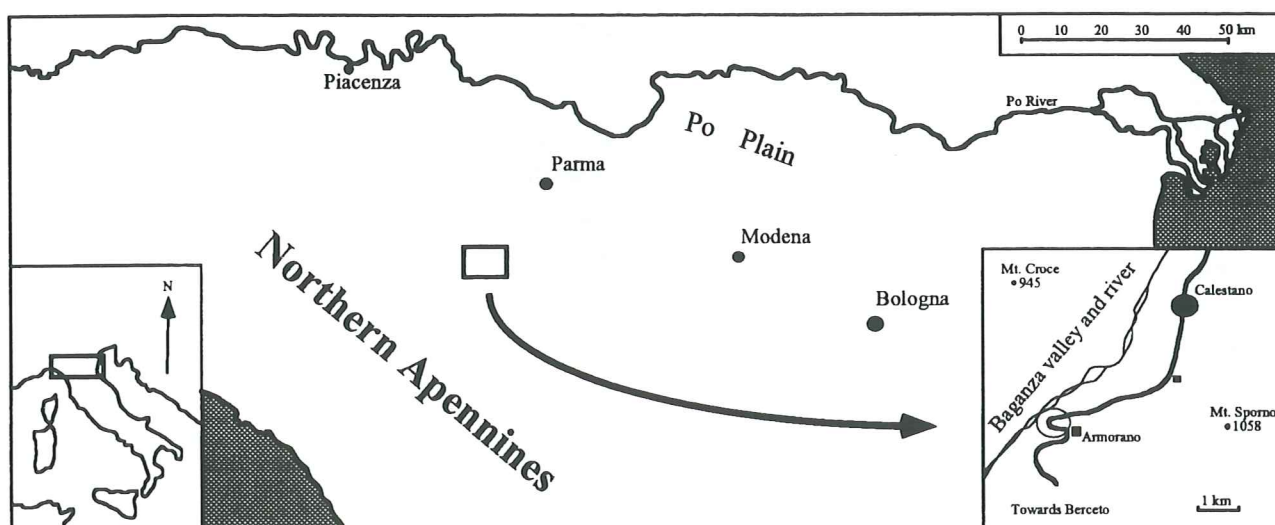 0 10 20 30 40 50 km
Piacenza
Po River
Po Plain
Parma
Modena
Northern Apennines
Bologna
N
Mt. Croce
945
Calestano
Baganza valley and river
Mt. Sporno
1058
Armorano
Towards Berceto
1 km